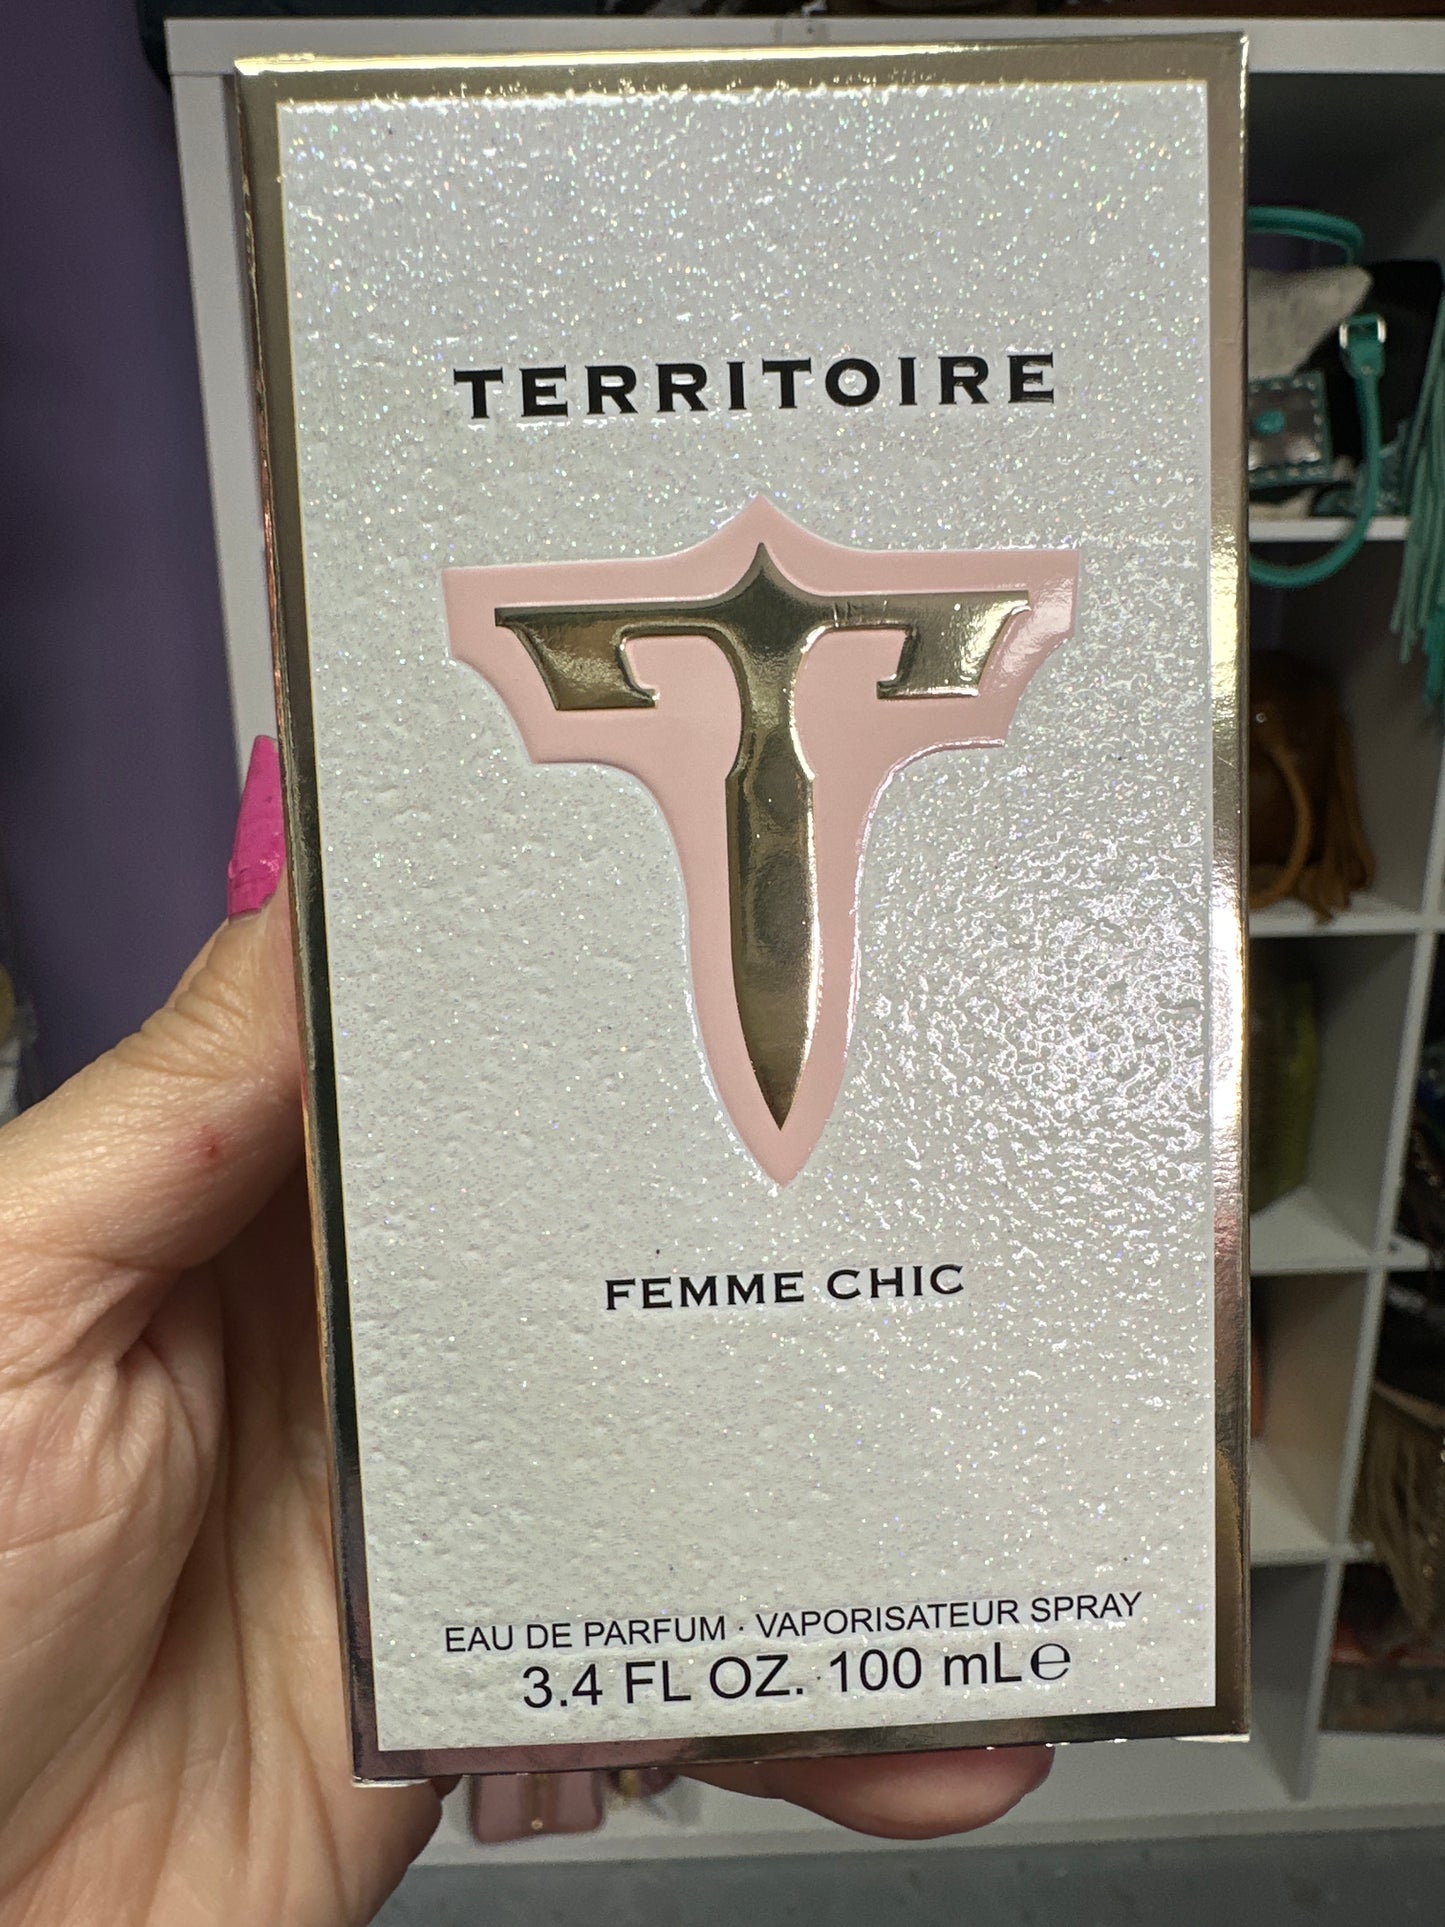 TERRITOIRE
FEMME CHIC
EAU DE PARFUM · VAPORISATEUR SPRAY
3.4 FL OZ. 100 mL℮